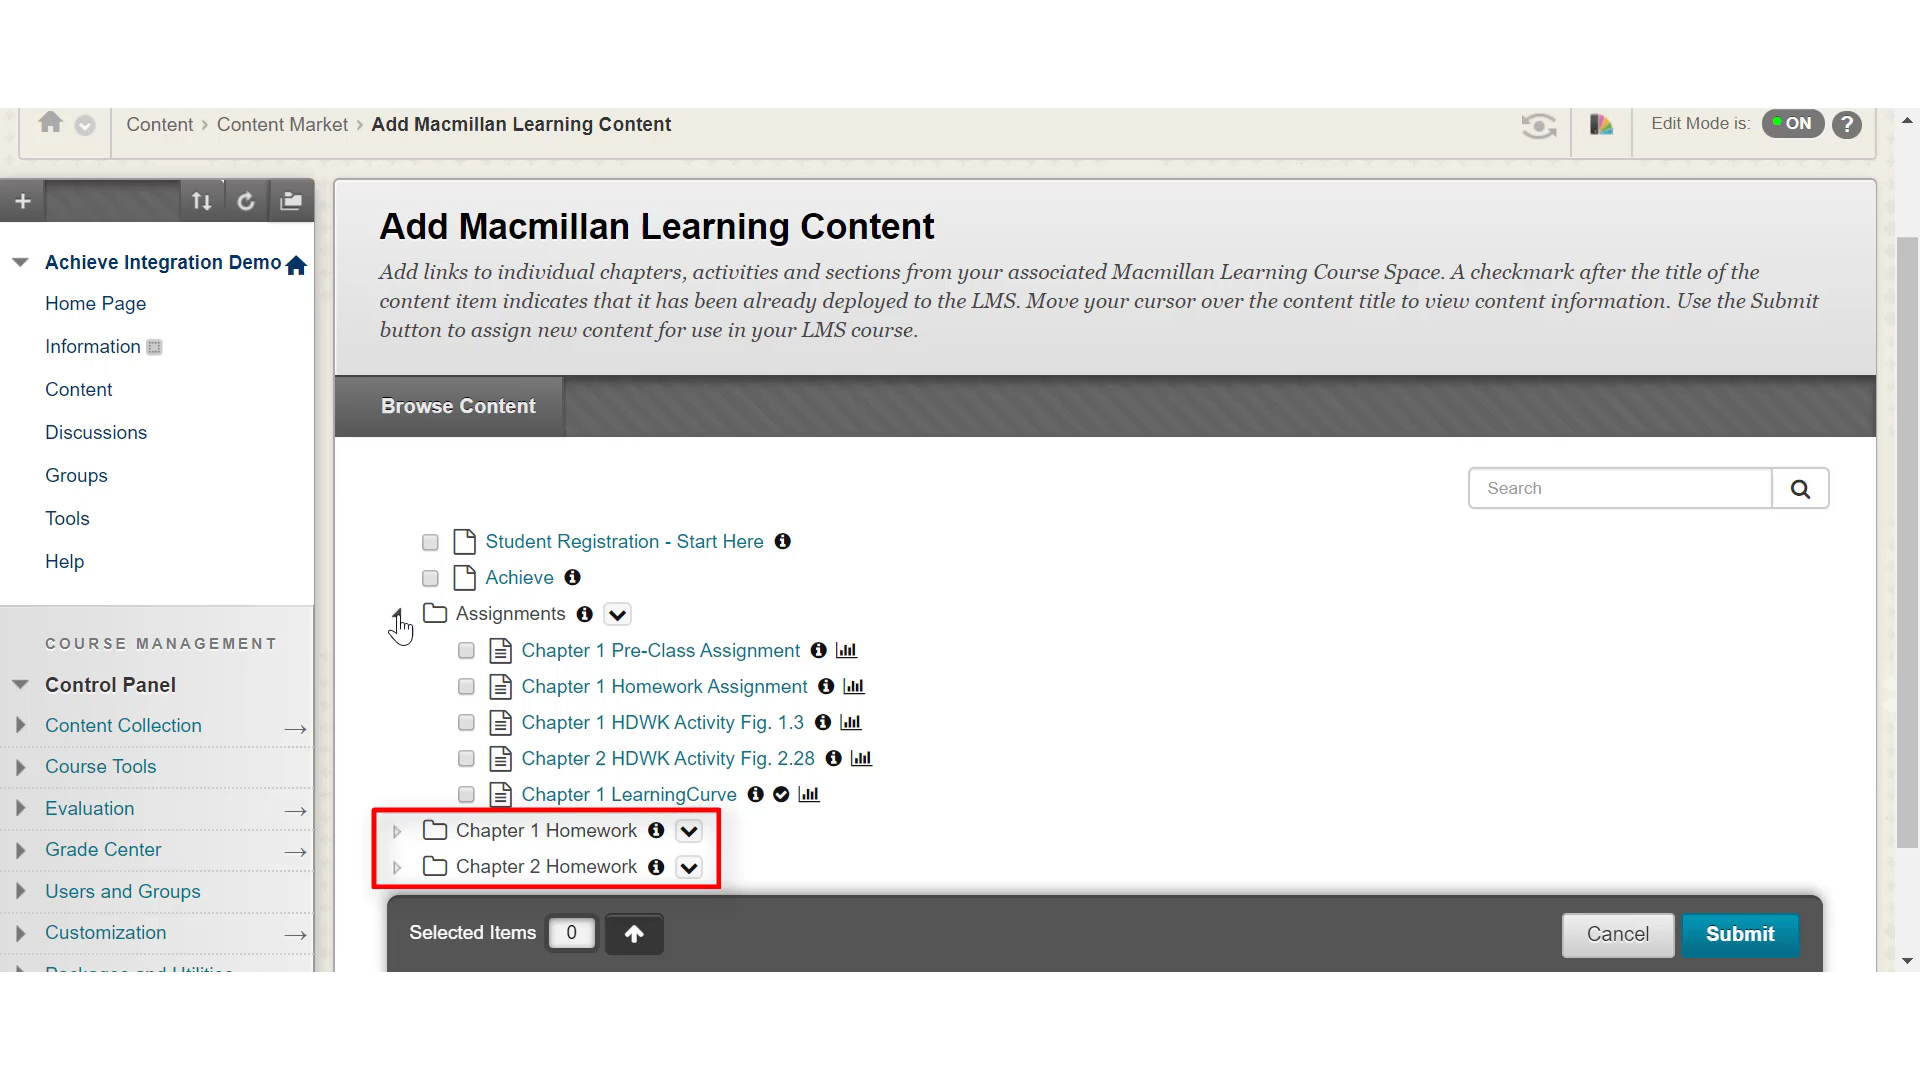 Content › Content Market › Add Macmillan Learning Content
Edit Mode is: ON ?
Achieve Integration Demo
Home Page
Information
Content
Discussions
Groups
Tools
Help
COURSE MANAGEMENT
Control Panel
Content Collection
Course Tools
Evaluation
Grade Center
Users and Groups
Customization
Packages and Utilities
Add Macmillan Learning Content
Add links to individual chapters, activities and sections from your associated Macmillan Learning Course Space. A checkmark after the title of the
content item indicates that it has been already deployed to the LMS. Move your cursor over the content title to view content information. Use the Submit
button to assign new content for use in your LMS course.
Browse Content
Search
Student Registration - Start Here
Achieve
Assignments
Chapter 1 Pre-Class Assignment
Chapter 1 Homework Assignment
Chapter 1 HDWK Activity Fig. 1.3
Chapter 2 HDWK Activity Fig. 2.28
Chapter 1 LearningCurve
Chapter 1 Homework
Chapter 2 Homework
Selected Items 0
Cancel Submit